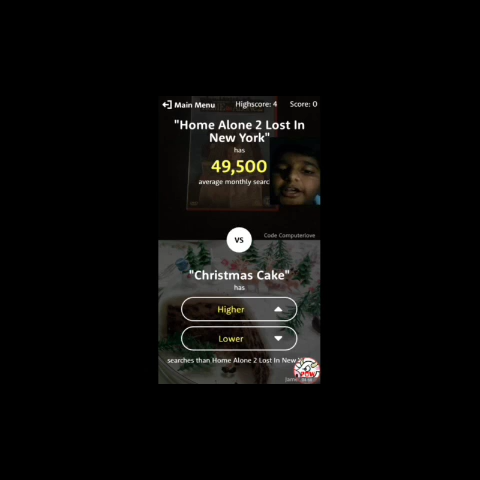 Main Menu Highscore: 4 Score: 0
"Home Alone 2 Lost In
New York"
has
49,500
average monthly searc
Code Computerlove
VS
"Christmas Cake"
has
Higher
Lower
searches than Home Alone 2 Lost In New